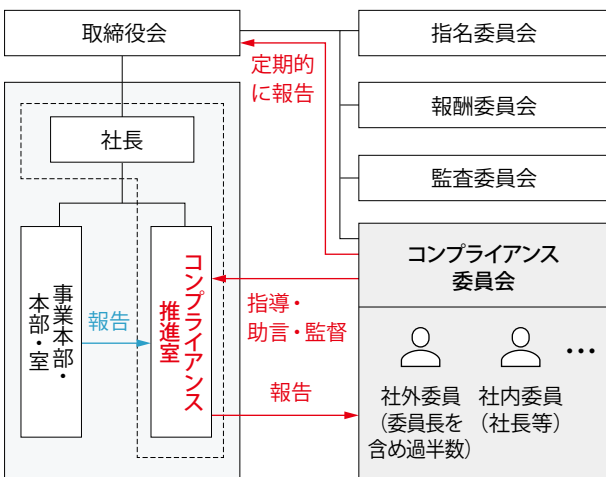 取締役会
指名委員会
定期的
に報告
報酬委員会
社長
監査委員会
コンプライアンス
委員会
事業本部・
本部・室
報告
コンプライアンス
推進室
指導・
助言・監督
報告
社外委員
（委員長を
含め過半数）
社内委員
（社長等）
…